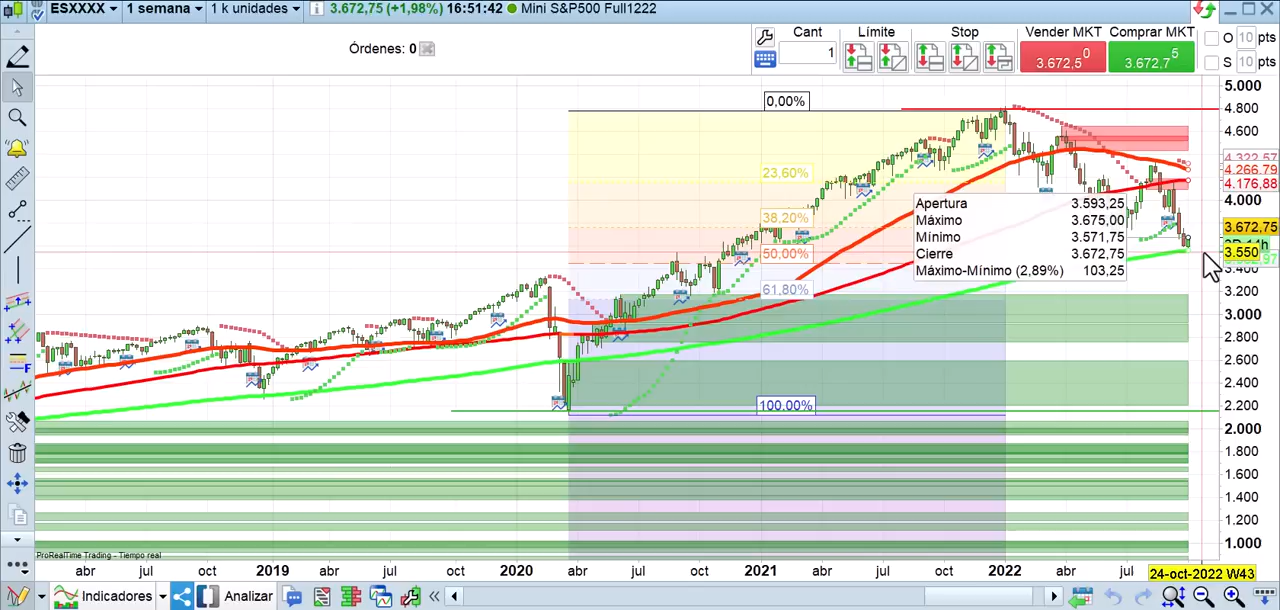 ESXXXX 1 semana 1 k unidades 3.672,75 (+1,98%) 16:51:42 Mini S&P500 Full1222
Órdenes: 0
Cant Límite Stop Vender MKT Comprar MKT
1
3.672,5 0
3.672,7 5
O 10 pts
S 10 pts
0,00%
23.60%
38,20%
50.00%
61,80%
100.00%
Apertura 3.593,25
Máximo 3.675,00
Mínimo 3.571,75
Cierre 3.672,75
Máximo-Mínimo (2,89%) 103,25
5.000
4.800
4.600
4.322,57
4.266,79
4.176,88
4.000
3.672,75
3.550
3.400
3.200
3.000
2.800
2.600
2.400
2.200
2.000
1.800
1.600
1.400
1.200
1.000
ProRealTime Trading - Tiempo real
abr jul oct 2019 abr jul oct 2020 abr jul oct 2021 abr jul oct 2022 abr jul
24-oct-2022 W43
Indicadores Analizar